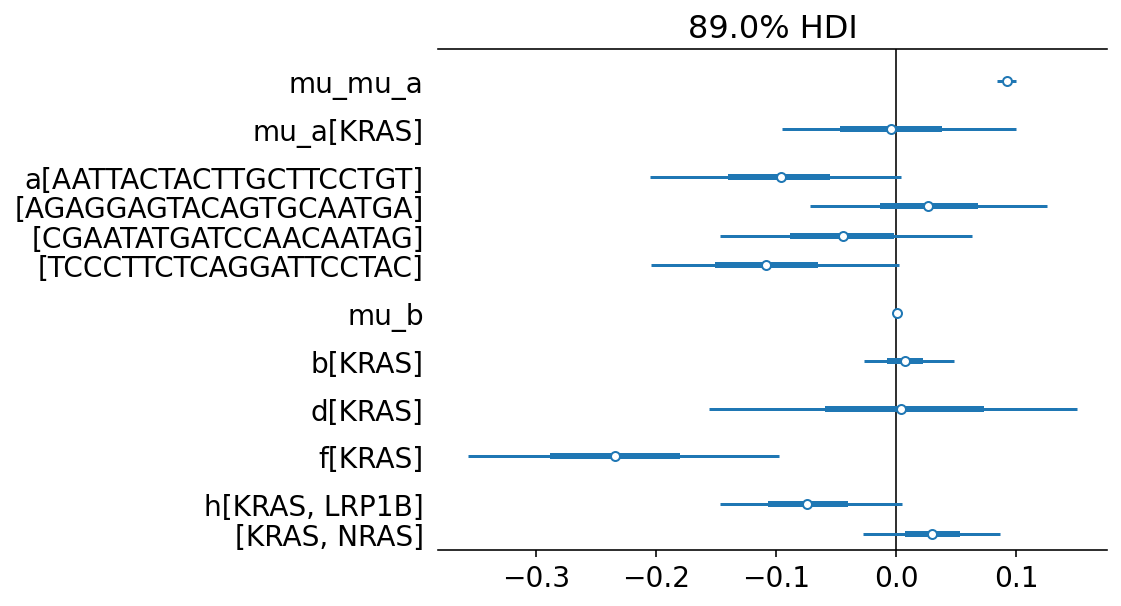 89.0% HDI
mu_mu_a
mu_a[KRAS]
a[AATTACTACTTGCTTCCTGT]
[AGAGGAGTACAGTGCAATGA]
[CGAATATGATCCAACAATAG]
[TCCCTTCTCAGGATTCCTAC]
mu_b
b[KRAS]
d[KRAS]
f[KRAS]
h[KRAS, LRP1B]
[KRAS, NRAS]
−0.3 −0.2 −0.1 0.0 0.1